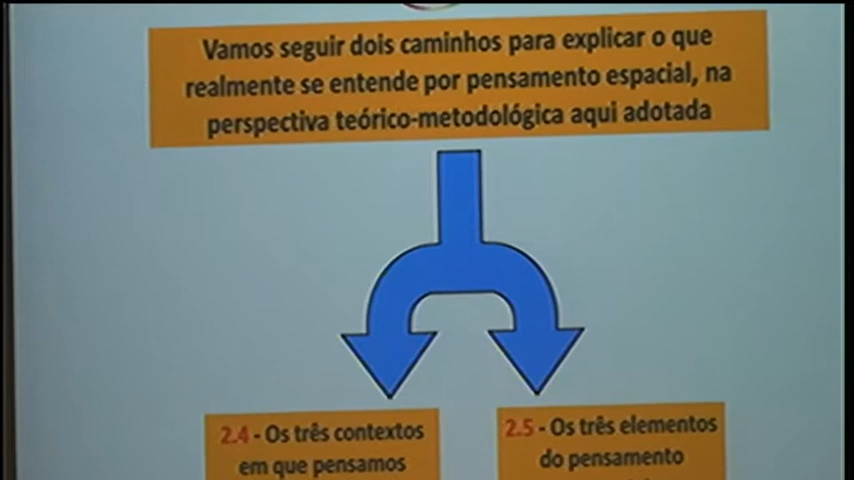 Vamos seguir dois caminhos para explicar o que
realmente se entende por pensamento espacial, na
perspectiva teórico-metodológica aqui adotada
2.4 - Os três contextos
em que pensamos
2.5 - Os três elementos
do pensamento